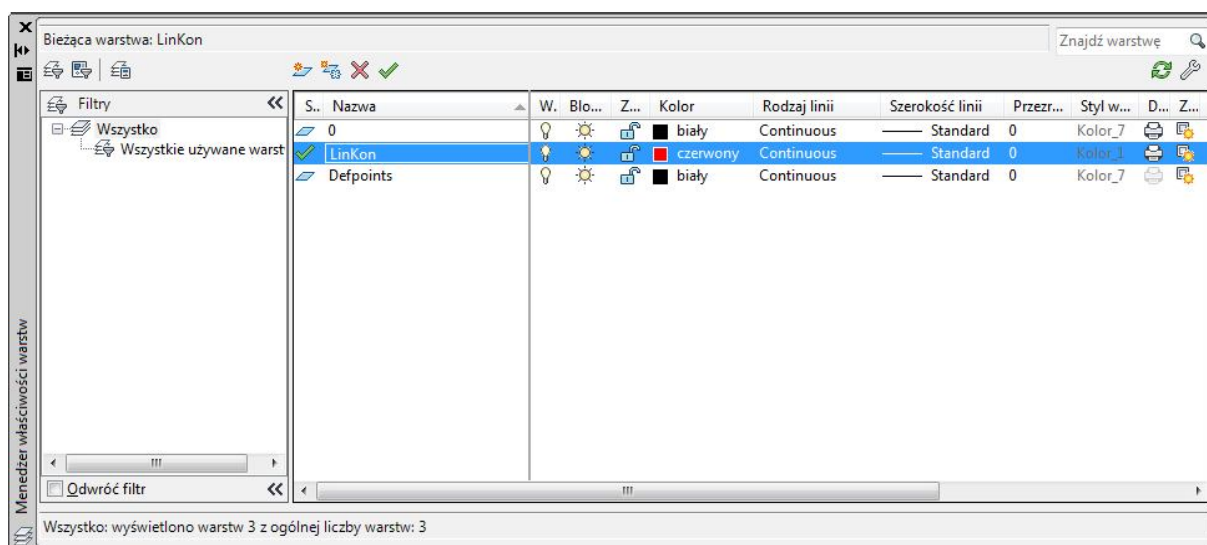 Bieżąca warstwa: LinKon
Znajdź warstwę
Filtry
Wszystko
Wszystkie używane warst
S.. Nazwa W. Blo... Z... Kolor Rodzaj linii Szerokość linii Przezr... Styl w... D... Z...
0 biały Continuous Standard 0 Kolor_7
LinKon czerwony Continuous Standard 0 Kolor_1
Defpoints biały Continuous Standard 0 Kolor_7
Odwróć filtr
Wszystko: wyświetlono warstw 3 z ogólnej liczby warstw: 3
Menedżer właściwości warstw